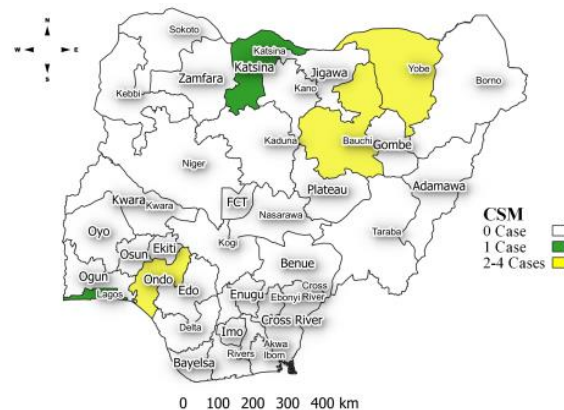 N
W E
S
Sokoto
Katsina
Katsina
Yobe
Zamfara
Jigawa
Borno
Kebbi
Kano
Kaduna
Bauchi
Gombe
Niger
Adamawa
Plateau
Kwara
Kwara
FCT
Nasarawa
Taraba
Oyo
Kogi
Osun
Ekiti
Benue
Ogun
Ondo
Edo
Enugu
Ebonyi
Cross
River
Lagos
Cross River
Delta
Imo
Akwa
Ibom
Rivers
Bayelsa
CSM
0 Case
1 Case
2-4 Cases
0 100 200 300 400 km